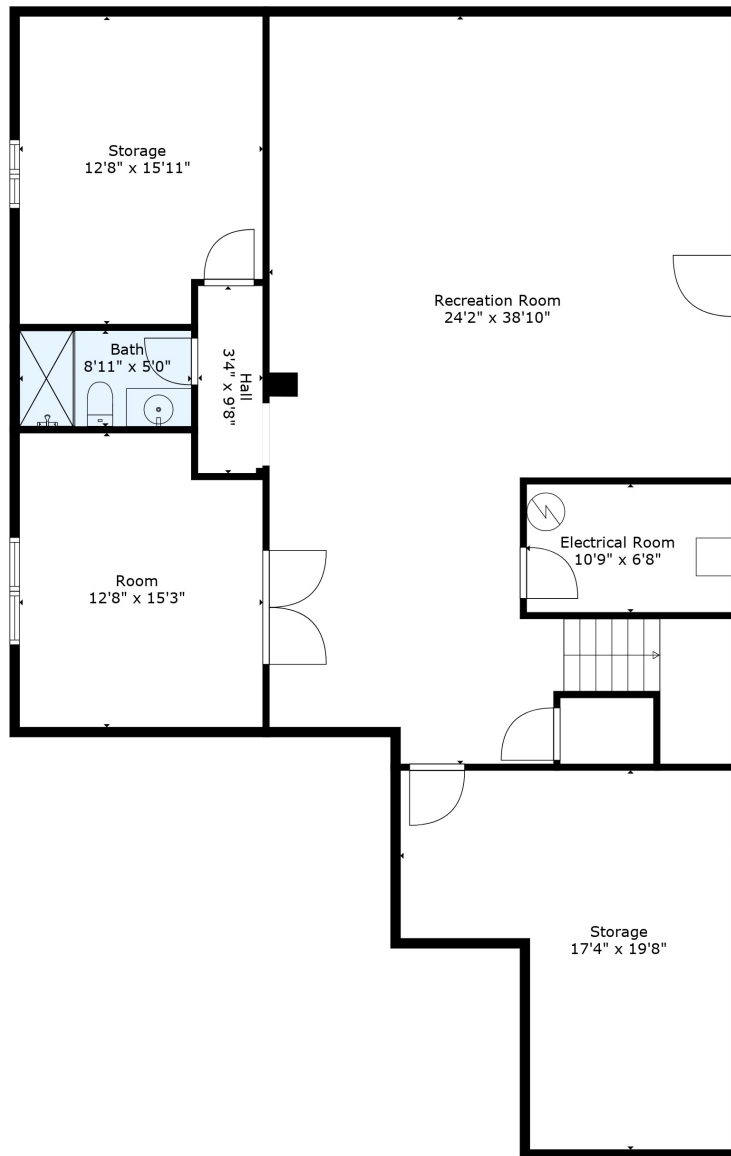 Storage
12'8" x 15'11"
Recreation Room
24'2" x 38'10"
Bath
8'11" x 5'0"
Hall
3'4" x 9'8"
Electrical Room
10'9" x 6'8"
Room
12'8" x 15'3"
Storage
17'4" x 19'8"